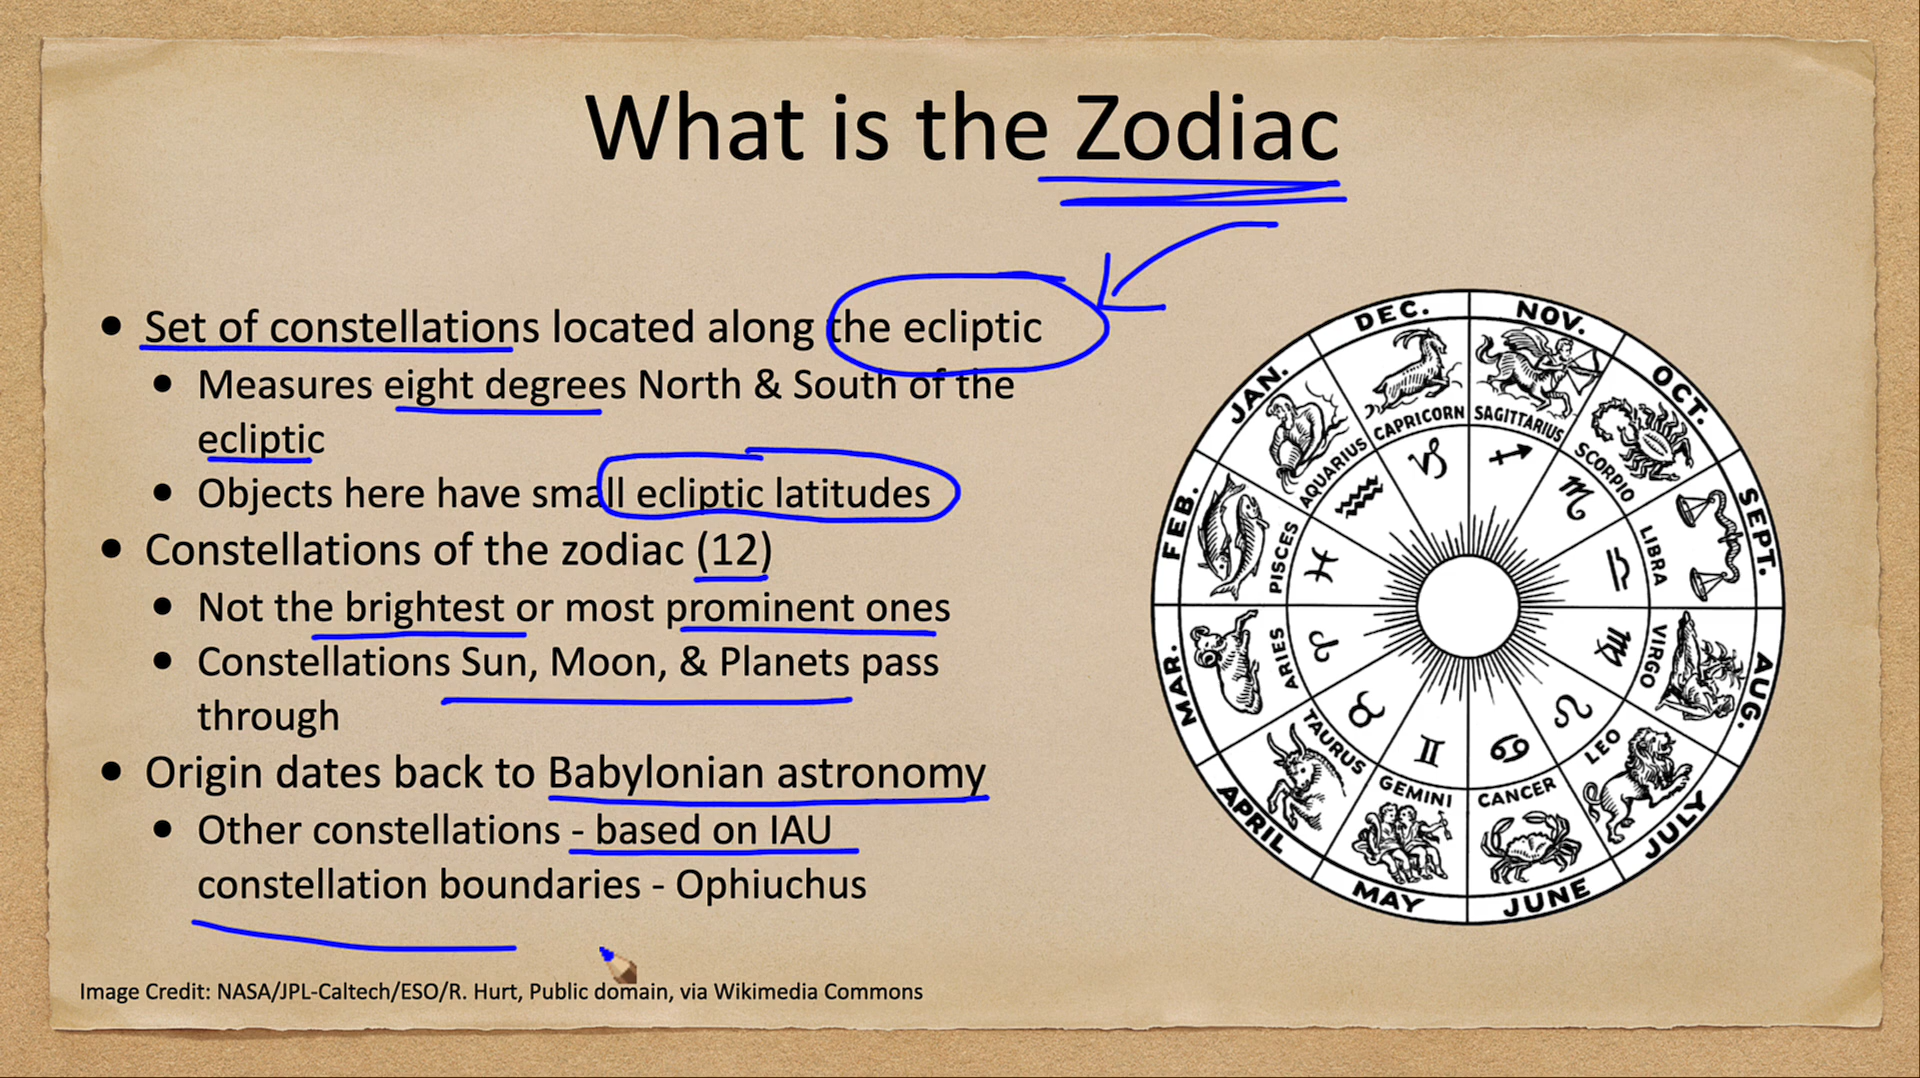 What is the Zodiac
• Set of constellations located along the ecliptic
• Measures eight degrees North & South of the
ecliptic
• Objects here have small ecliptic latitudes
• Constellations of the zodiac (12)
• Not the brightest or most prominent ones
• Constellations Sun, Moon, & Planets pass
through
• Origin dates back to Babylonian astronomy
• Other constellations - based on IAU
constellation boundaries - Ophiuchus
Image Credit: NASA/JPL-Caltech/ESO/R. Hurt, Public domain, via Wikimedia Commons
DEC.
NOV.
OCT.
SEPT.
AUG.
JULY
JUNE
MAY
APRIL
MAR.
FEB.
JAN.
CAPRICORN
SAGITTARIUS
SCORPIO
LIBRA
VIRGO
LEO
CANCER
GEMINI
TAURUS
ARIES
PISCES
AQUARIUS
♑
♐
♏
♎
♍
♌
♋
♊
♉
♈
♓
♒